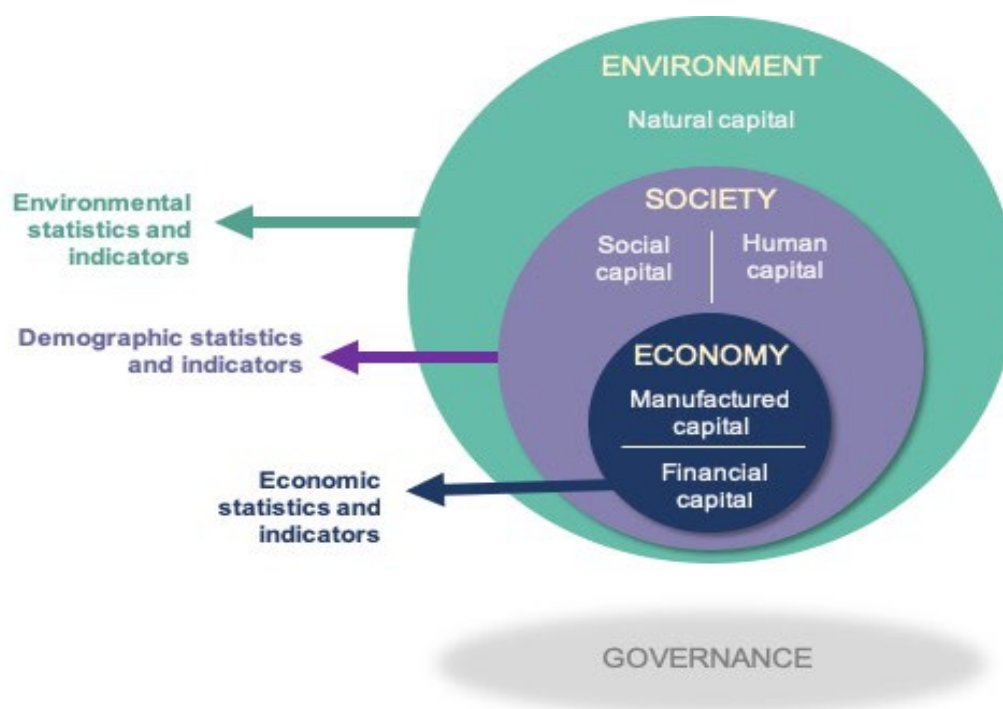 ENVIRONMENT
Natural capital
Environmental
statistics and
indicators
SOCIETY
Social
capital
Human
capital
Demographic statistics
and indicators
ECONOMY
Manufactured
capital
Financial
capital
Economic
statistics and
indicators
GOVERNANCE